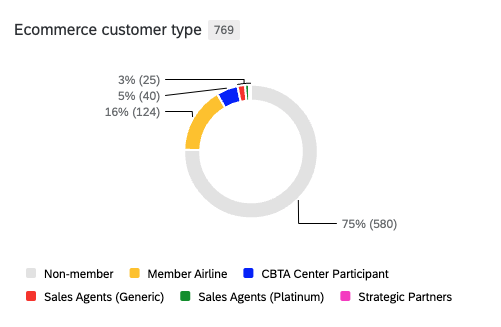 Ecommerce customer type 769
3% (25)
5% (40)
16% (124)
75% (580)
Non-member Member Airline CBTA Center Participant
Sales Agents (Generic) Sales Agents (Platinum) Strategic Partners